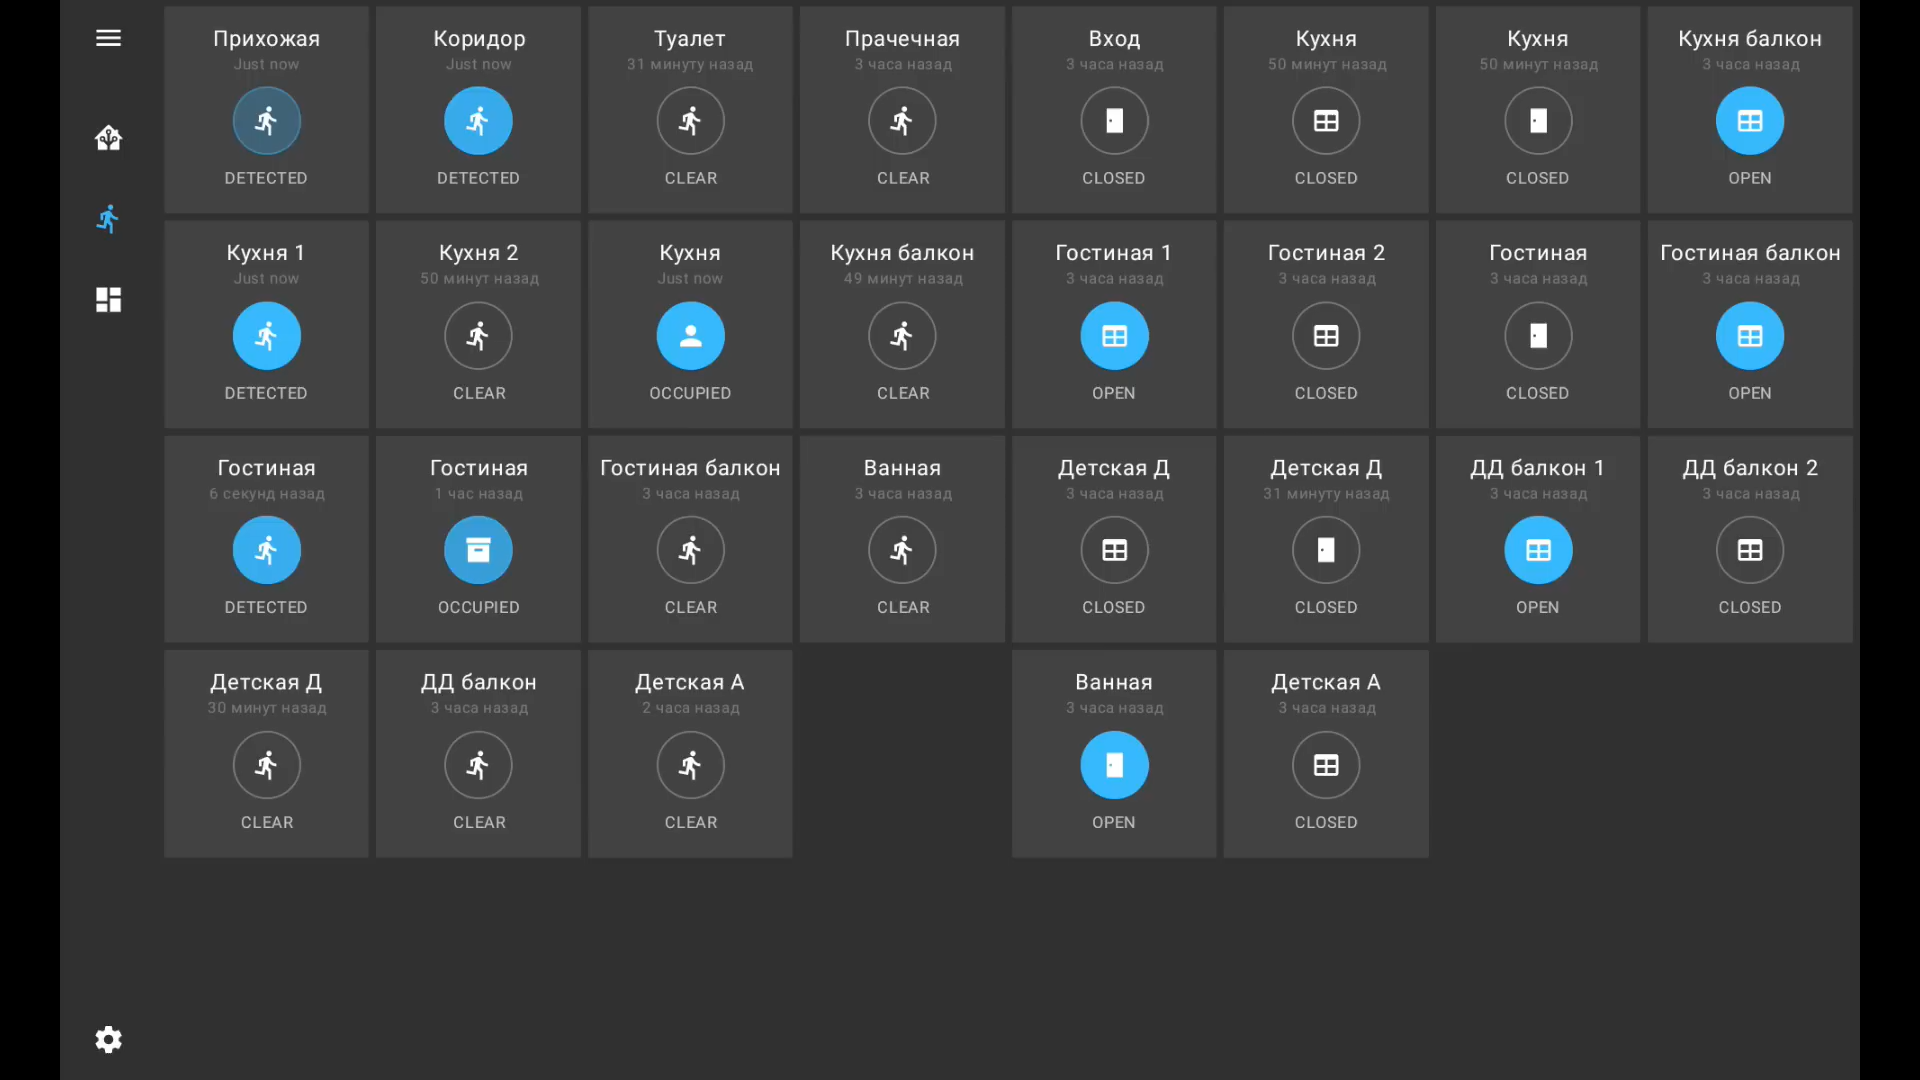 Прихожая
Just now
DETECTED
Коридор
Just now
DETECTED
Туалет
31 минуту назад
CLEAR
Прачечная
3 часа назад
CLEAR
Вход
3 часа назад
CLOSED
Кухня
50 минут назад
CLOSED
Кухня
50 минут назад
CLOSED
Кухня балкон
3 часа назад
OPEN
Кухня 1
Just now
DETECTED
Кухня 2
50 минут назад
CLEAR
Кухня
Just now
OCCUPIED
Кухня балкон
49 минут назад
CLEAR
Гостиная 1
3 часа назад
OPEN
Гостиная 2
3 часа назад
CLOSED
Гостиная
3 часа назад
CLOSED
Гостиная балкон
3 часа назад
OPEN
Гостиная
6 секунд назад
DETECTED
Гостиная
1 час назад
OCCUPIED
Гостиная балкон
3 часа назад
CLEAR
Ванная
3 часа назад
CLEAR
Детская Д
3 часа назад
CLOSED
Детская Д
31 минуту назад
CLOSED
ДД балкон 1
3 часа назад
OPEN
ДД балкон 2
3 часа назад
CLOSED
Детская Д
30 минут назад
CLEAR
ДД балкон
3 часа назад
CLEAR
Детская А
2 часа назад
CLEAR
Ванная
3 часа назад
OPEN
Детская А
3 часа назад
CLOSED